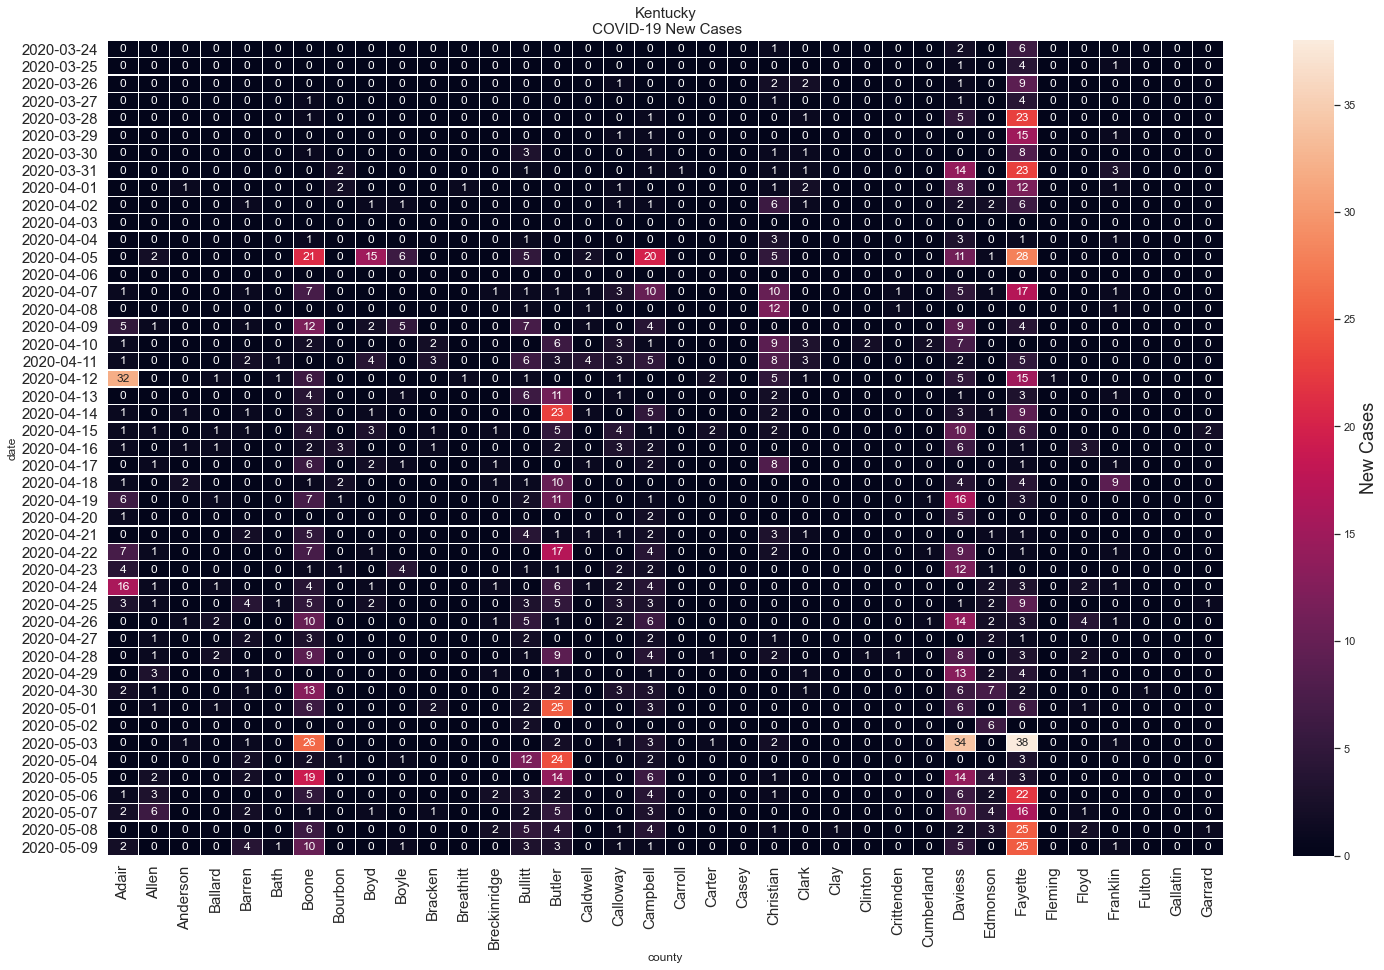 Kentucky
COVID-19 New Cases
2020-03-24 0 0 0 0 0 0 0 0 0 0 0 0 0 0 0 0 0 0 0 0 0 1 0 0 0 0 0 2 0 6 0 0 0 0 0 0
2020-03-25 0 0 0 0 0 0 0 0 0 0 0 0 0 0 0 0 0 0 0 0 0 0 0 0 0 0 0 1 0 4 0 0 1 0 0 0
2020-03-26 0 0 0 0 0 0 0 0 0 0 0 0 0 0 0 0 1 0 0 0 0 2 2 0 0 0 0 1 0 9 0 0 0 0 0 0
2020-03-27 0 0 0 0 0 0 1 0 0 0 0 0 0 0 0 0 0 0 0 0 0 1 0 0 0 0 0 1 0 4 0 0 0 0 0 0
2020-03-28 0 0 0 0 0 0 1 0 0 0 0 0 0 0 0 0 0 1 0 0 0 0 1 0 0 0 0 5 0 23 0 0 0 0 0 0
2020-03-29 0 0 0 0 0 0 0 0 0 0 0 0 0 0 0 0 1 1 0 0 0 0 0 0 0 0 0 0 0 15 0 0 1 0 0 0
2020-03-30 0 0 0 0 0 0 1 0 0 0 0 0 0 3 0 0 0 1 0 0 0 1 1 0 0 0 0 0 0 8 0 0 0 0 0 0
2020-03-31 0 0 0 0 0 0 0 2 0 0 0 0 0 1 0 0 0 1 1 0 0 1 1 0 0 0 0 14 0 23 0 0 3 0 0 0
2020-04-01 0 0 1 0 0 0 0 2 0 0 0 1 0 0 0 0 1 0 0 0 0 1 2 0 0 0 0 8 0 12 0 0 1 0 0 0
2020-04-02 0 0 0 0 1 0 0 0 1 1 0 0 0 0 0 0 1 1 0 0 0 6 1 0 0 0 0 2 2 6 0 0 0 0 0 0
2020-04-03 0 0 0 0 0 0 0 0 0 0 0 0 0 0 0 0 0 0 0 0 0 0 0 0 0 0 0 0 0 0 0 0 0 0 0 0
2020-04-04 0 0 0 0 0 0 1 0 0 0 0 0 0 1 0 0 0 0 0 0 0 3 0 0 0 0 0 3 0 1 0 0 1 0 0 0
2020-04-05 0 2 0 0 0 0 21 0 15 6 0 0 0 5 0 2 0 20 0 0 0 5 0 0 0 0 0 11 1 28 0 0 0 0 0 0
2020-04-06 0 0 0 0 0 0 0 0 0 0 0 0 0 0 0 0 0 0 0 0 0 0 0 0 0 0 0 0 0 0 0 0 0 0 0 0
2020-04-07 1 0 0 0 1 0 7 0 0 0 0 0 1 1 1 1 3 10 0 0 0 10 0 0 0 1 0 5 1 17 0 0 1 0 0 0
2020-04-08 0 0 0 0 0 0 0 0 0 0 0 0 0 1 0 1 0 0 0 0 0 12 0 0 0 1 0 0 0 0 0 0 1 0 0 0
2020-04-09 5 1 0 0 1 0 12 0 2 5 0 0 0 7 0 1 0 4 0 0 0 0 0 0 0 0 0 9 0 4 0 0 0 0 0 0
2020-04-10 1 0 0 0 0 0 2 0 0 0 2 0 0 0 6 0 3 1 0 0 0 9 3 0 2 0 2 7 0 0 0 0 0 0 0 0
2020-04-11 1 0 0 0 2 1 0 0 4 0 3 0 0 6 3 4 3 5 0 0 0 8 3 0 0 0 0 2 0 5 0 0 0 0 0 0
2020-04-12 32 0 0 1 0 1 6 0 0 0 0 1 0 1 0 0 1 0 0 2 0 5 1 0 0 0 0 5 0 15 1 0 0 0 0 0
2020-04-13 0 0 0 0 0 0 4 0 0 1 0 0 0 6 11 0 1 0 0 0 0 2 0 0 0 0 0 1 0 3 0 0 0 0 0 0
2020-04-14 1 0 1 0 1 0 3 0 1 0 0 0 0 0 23 1 0 5 0 0 0 2 0 0 0 0 0 3 1 9 0 0 0 0 0 0
2020-04-15 1 1 0 1 1 0 4 0 3 0 1 0 1 0 5 0 4 1 0 2 0 2 0 0 0 0 0 10 0 6 0 0 0 0 0 2
2020-04-16 1 0 1 1 0 0 2 3 0 0 1 0 0 0 2 0 3 2 0 0 0 0 0 0 0 0 0 6 0 1 0 3 0 0 0 0
2020-04-17 0 1 0 0 0 0 6 0 2 1 0 0 1 0 0 1 0 2 0 0 0 8 0 0 0 0 0 0 0 1 0 0 1 0 0 0
2020-04-18 1 0 2 0 0 0 1 2 0 0 0 0 1 1 10 0 0 0 0 0 0 0 0 0 0 0 0 4 0 4 0 0 9 0 0 0
2020-04-19 6 0 0 1 0 0 7 1 0 0 0 0 0 2 11 0 0 1 0 0 0 0 0 0 0 0 1 16 0 3 0 0 0 0 0 0
2020-04-20 1 0 0 0 0 0 0 0 0 0 0 0 0 0 0 0 0 2 0 0 0 0 0 0 0 0 0 5 0 0 0 0 0 0 0 0
2020-04-21 0 0 0 0 2 0 5 0 0 0 0 0 0 4 1 1 1 2 0 0 0 3 1 0 0 0 0 0 1 1 0 0 0 0 0 0
2020-04-22 7 1 0 0 0 0 7 0 1 0 0 0 0 0 17 0 0 4 0 0 0 2 0 0 0 0 1 9 0 1 0 0 1 0 0 0
2020-04-23 4 0 0 0 0 0 1 1 0 4 0 0 0 1 1 0 2 2 0 0 0 0 0 0 0 0 0 12 1 0 0 0 0 0 0 0
2020-04-24 16 1 0 1 0 0 4 0 1 0 0 0 1 0 6 1 2 4 0 0 0 0 0 0 0 0 0 0 2 3 0 2 1 0 0 0
2020-04-25 3 1 0 0 4 1 5 0 2 0 0 0 0 3 5 0 3 3 0 0 0 0 0 0 0 0 0 1 2 9 0 0 0 0 0 1
2020-04-26 0 0 1 2 0 0 10 0 0 0 0 0 1 5 1 0 2 6 0 0 0 0 0 0 0 0 1 14 2 3 0 4 1 0 0 0
2020-04-27 0 1 0 0 2 0 3 0 0 0 0 0 0 2 0 0 0 2 0 0 0 1 0 0 0 0 0 0 2 1 0 0 0 0 0 0
2020-04-28 0 1 0 2 0 0 9 0 0 0 0 0 0 1 9 0 0 4 0 1 0 2 0 0 1 1 0 8 0 3 0 2 0 0 0 0
2020-04-29 0 3 0 0 1 0 0 0 0 0 0 0 1 0 1 0 0 1 0 0 0 0 1 0 0 0 0 13 2 4 0 1 0 0 0 0
2020-04-30 2 1 0 0 1 0 13 0 0 0 0 0 0 2 2 0 3 3 0 0 0 0 1 0 0 0 0 6 7 2 0 0 0 1 0 0
2020-05-01 0 1 0 1 0 0 6 0 0 0 2 0 0 2 25 0 0 3 0 0 0 0 0 0 0 0 0 6 0 6 0 1 0 0 0 0
2020-05-02 0 0 0 0 0 0 0 0 0 0 0 0 0 2 0 0 0 0 0 0 0 0 0 0 0 0 0 0 6 0 0 0 0 0 0 0
2020-05-03 0 0 1 0 1 0 26 0 0 0 0 0 0 0 2 0 1 3 0 1 0 2 0 0 0 0 0 34 0 38 0 0 1 0 0 0
2020-05-04 0 0 0 0 2 0 2 1 0 1 0 0 0 12 24 0 0 2 0 0 0 0 0 0 0 0 0 0 0 3 0 0 0 0 0 0
2020-05-05 0 2 0 0 2 0 19 0 0 0 0 0 0 0 14 0 0 6 0 0 0 1 0 0 0 0 0 14 4 3 0 0 0 0 0 0
2020-05-06 1 3 0 0 0 0 5 0 0 0 0 0 2 3 2 0 0 4 0 0 0 1 0 0 0 0 0 6 2 22 0 0 0 0 0 0
2020-05-07 2 6 0 0 2 0 1 0 1 0 1 0 0 2 5 0 0 3 0 0 0 0 0 0 0 0 0 10 4 16 0 1 0 0 0 0
2020-05-08 0 0 0 0 0 0 6 0 0 0 0 0 2 5 4 0 1 4 0 0 0 1 0 1 0 0 0 2 3 25 0 2 0 0 0 1
2020-05-09 2 0 0 0 4 1 10 0 0 1 0 0 0 3 3 0 1 1 0 0 0 0 0 0 0 0 0 5 0 25 0 0 1 0 0 0
date
Adair Allen Anderson Ballard Barren Bath Boone Bourbon Boyd Boyle Bracken Breathitt Breckinridge Bullitt Butler Caldwell Calloway Campbell Carroll Carter Casey Christian Clark Clay Clinton Crittenden Cumberland Daviess Edmonson Fayette Fleming Floyd Franklin Fulton Gallatin Garrard
county
35
30
25
20
15
10
5
0
New Cases